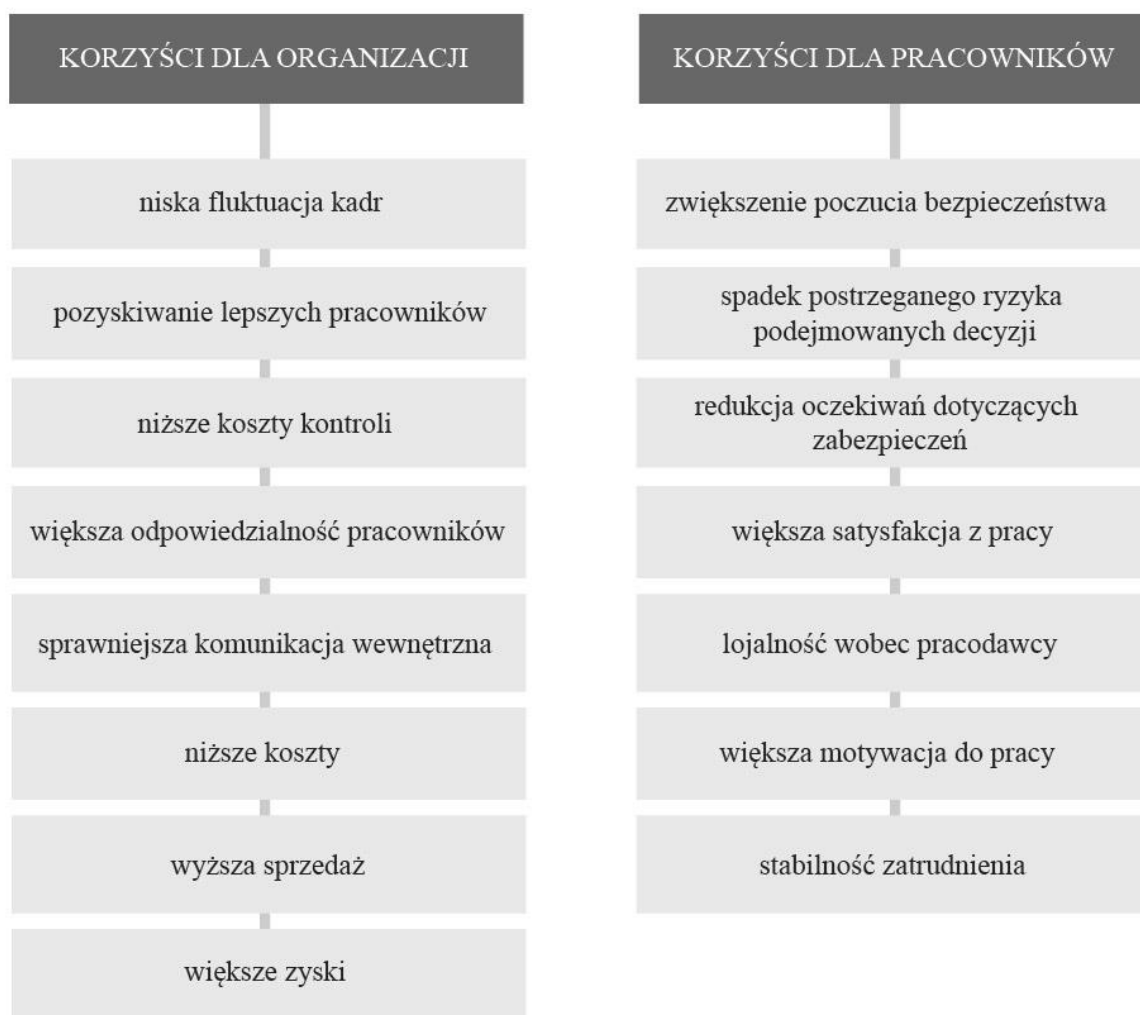 KORZYŚCI DLA ORGANIZACJI
niska fluktuacja kadr
pozyskiwanie lepszych pracowników
niższe koszty kontroli
większa odpowiedzialność pracowników
sprawniejsza komunikacja wewnętrzna
niższe koszty
wyższa sprzedaż
większe zyski
KORZYŚCI DLA PRACOWNIKÓW
zwiększenie poczucia bezpieczeństwa
spadek postrzeganego ryzyka
podejmowanych decyzji
redukcja oczekiwań dotyczących
zabezpieczeń
większa satysfakcja z pracy
lojalność wobec pracodawcy
większa motywacja do pracy
stabilność zatrudnienia